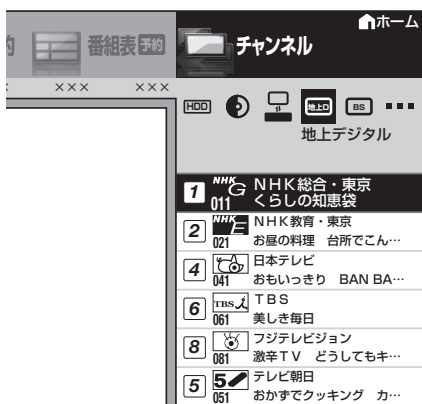 約 番組表 予約 チャンネル ホーム
××× ×××
HDD 地上D BS
地上デジタル
1 NHK G 011 NHK総合・東京
くらしの知恵袋
2 NHK E 021 NHK教育・東京
お昼の料理 台所でこん…
4 041 日本テレビ
おもいっきり BAN BA…
6 TBS 061 TBS
美しき毎日
8 081 フジテレビジョン
激辛TV どうしてもキ…
5 5 051 テレビ朝日
おかずでクッキング カ…